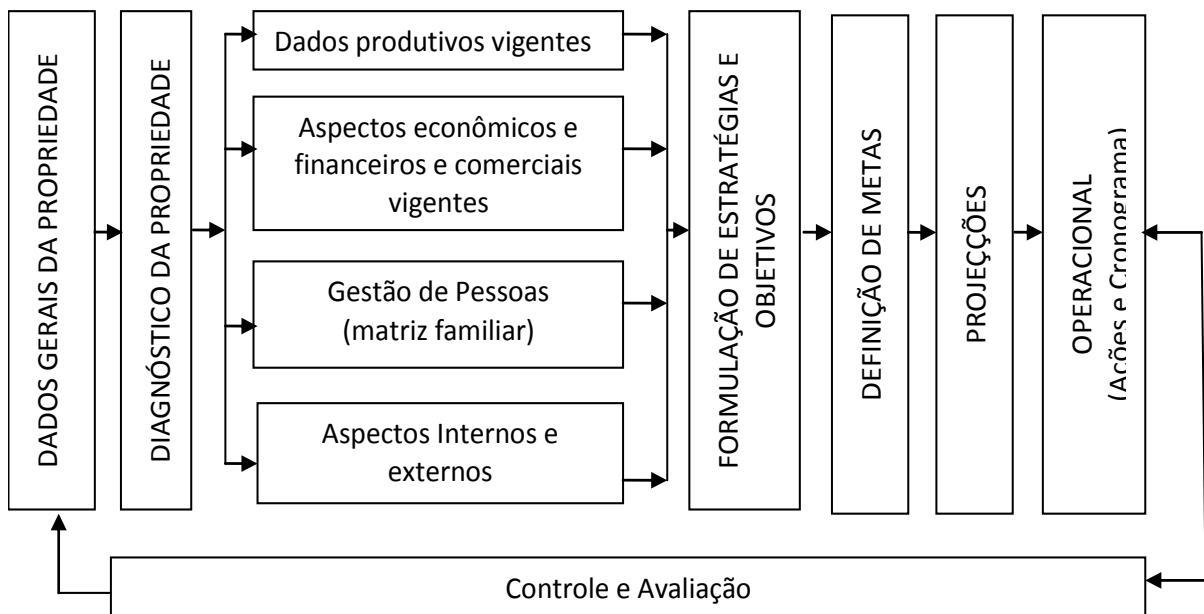 DADOS GERAIS DA PROPRIEDADE
DIAGNÓSTICO DA PROPRIEDADE
Dados produtivos vigentes
Aspectos econômicos e
financeiros e comerciais
vigentes
Gestão de Pessoas
(matriz familiar)
Aspectos Internos e
externos
FORMULAÇÃO DE ESTRATÉGIAS E
OBJETIVOS
DEFINIÇÃO DE METAS
PROJECÇÕES
OPERACIONAL
(Ações e Cronograma)
Controle e Avaliação